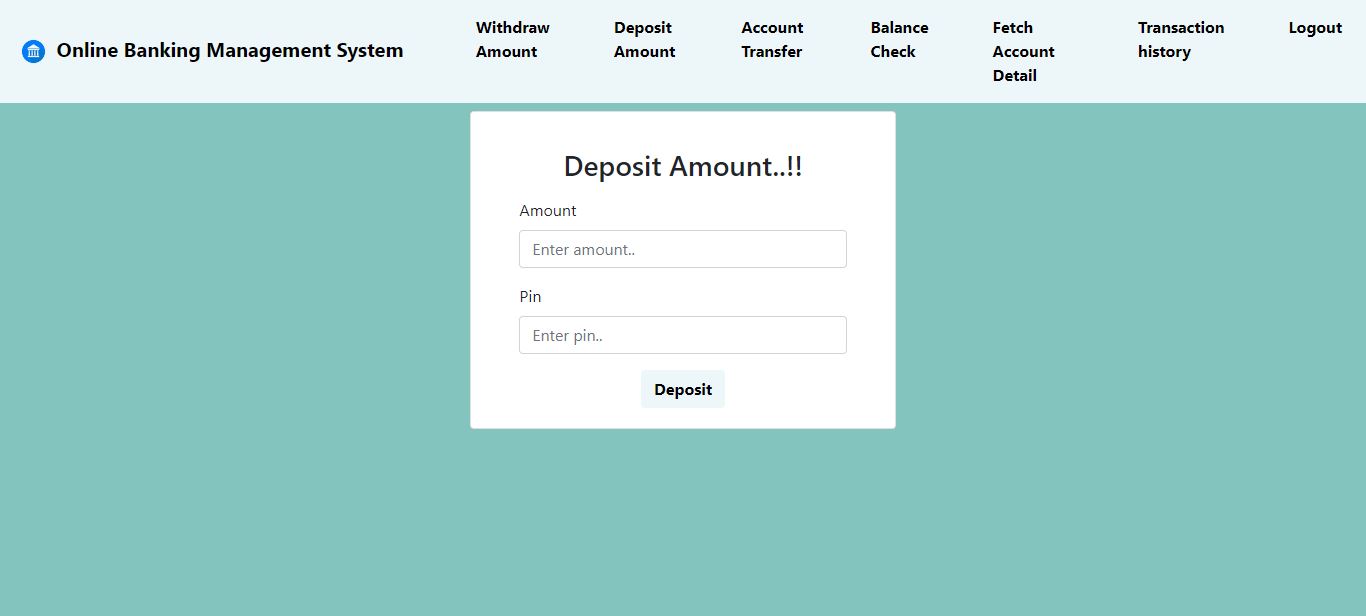 Online Banking Management System
Withdraw
Amount
Deposit
Amount
Account
Transfer
Balance
Check
Fetch
Account
Detail
Transaction
history
Logout
Deposit Amount..!!
Amount
Enter amount..
Pin
Enter pin..
Deposit